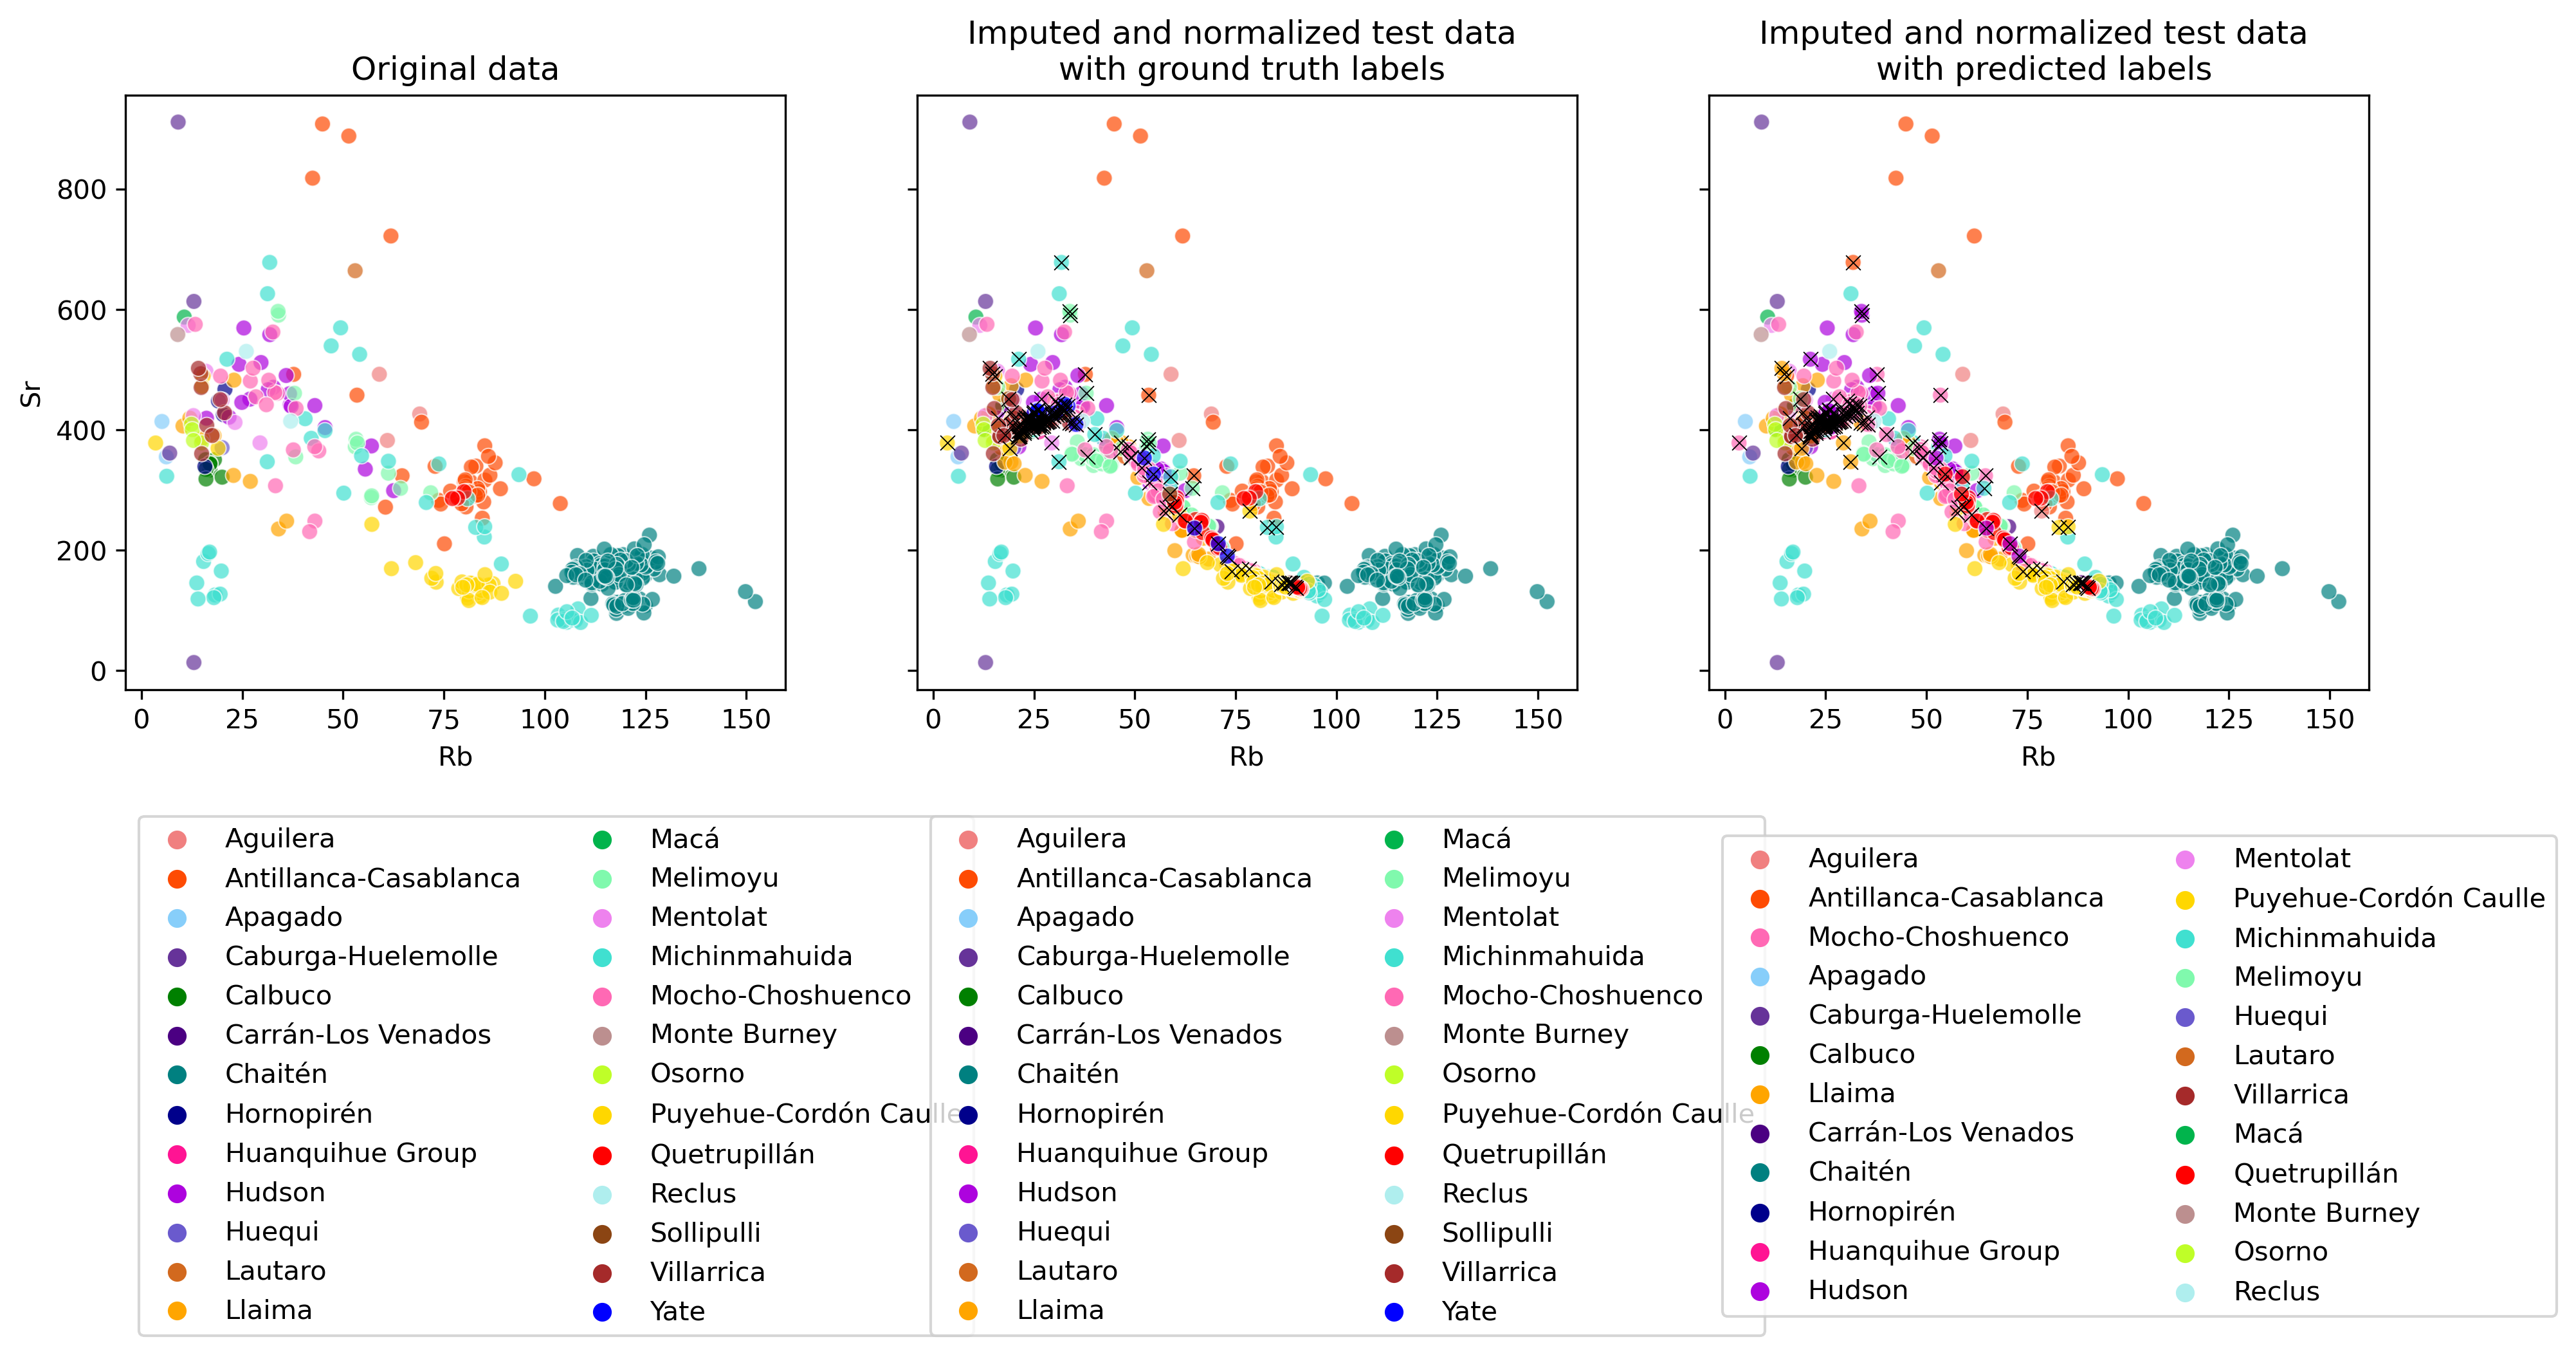 Original data
Imputed and normalized test data
with ground truth labels
Imputed and normalized test data
with predicted labels
Sr
800
600
400
200
0
0 25 50 75 100 125 150
Rb
0 25 50 75 100 125 150
Rb
0 25 50 75 100 125 150
Rb
Aguilera
Antillanca-Casablanca
Apagado
Caburga-Huelemolle
Calbuco
Carrán-Los Venados
Chaitén
Hornopirén
Huanquihue Group
Hudson
Huequi
Lautaro
Llaima
Macá
Melimoyu
Mentolat
Michinmahuida
Mocho-Choshuenco
Monte Burney
Osorno
Puyehue-Cordón Caulle
Quetrupillán
Reclus
Sollipulli
Villarrica
Yate
Aguilera
Antillanca-Casablanca
Apagado
Caburga-Huelemolle
Calbuco
Carrán-Los Venados
Chaitén
Hornopirén
Huanquihue Group
Hudson
Huequi
Lautaro
Llaima
Macá
Melimoyu
Mentolat
Michinmahuida
Mocho-Choshuenco
Monte Burney
Osorno
Puyehue-Cordón Caulle
Quetrupillán
Reclus
Sollipulli
Villarrica
Yate
Aguilera
Antillanca-Casablanca
Mocho-Choshuenco
Apagado
Caburga-Huelemolle
Calbuco
Llaima
Carrán-Los Venados
Chaitén
Hornopirén
Huanquihue Group
Hudson
Mentolat
Puyehue-Cordón Caulle
Michinmahuida
Melimoyu
Huequi
Lautaro
Villarrica
Macá
Quetrupillán
Monte Burney
Osorno
Reclus